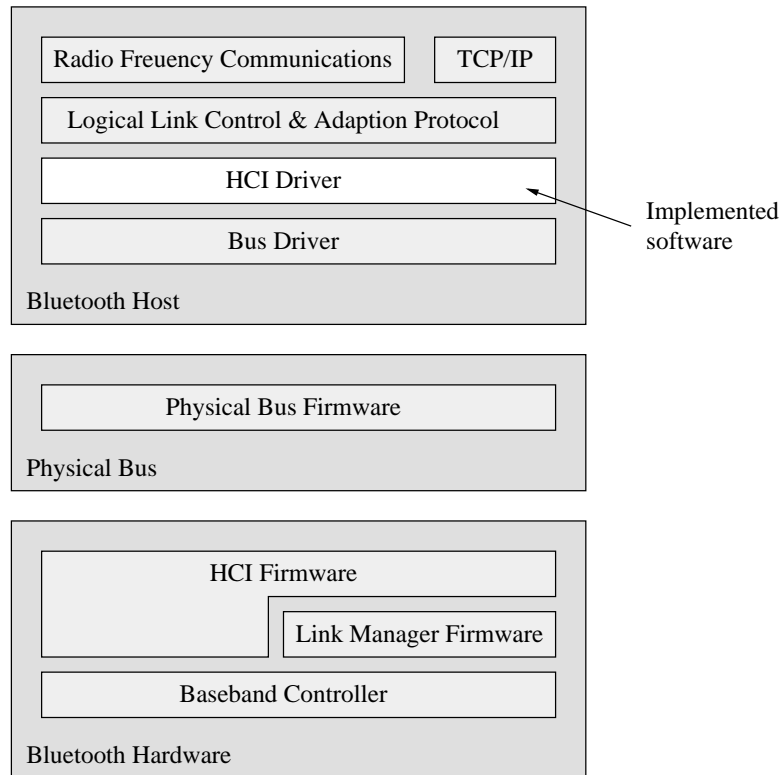 Radio Freuency Communications
TCP/IP
Logical Link Control & Adaption Protocol
HCI Driver
Implemented
software
Bus Driver
Bluetooth Host
Physical Bus Firmware
Physical Bus
HCI Firmware
Link Manager Firmware
Baseband Controller
Bluetooth Hardware